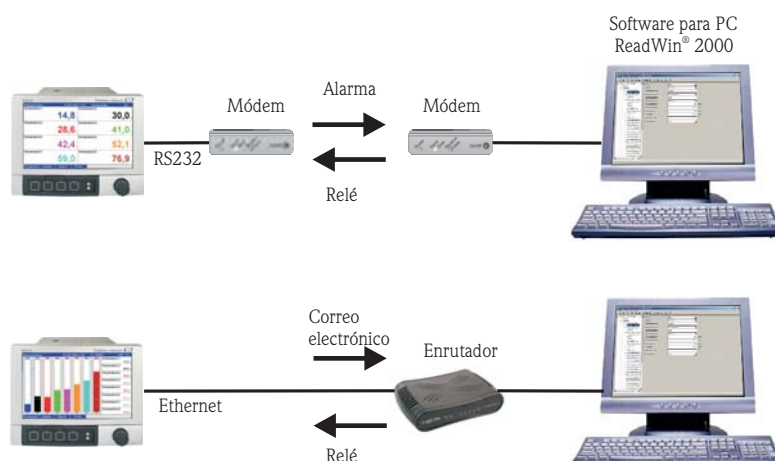 Software para PC
ReadWin® 2000
Módem
Alarma
Módem
14,8
30,0
28,6
41,0
42,4
52,1
59,0
76,9
RS232
Relé
Correo
electrónico
Enrutador
Ethernet
Relé